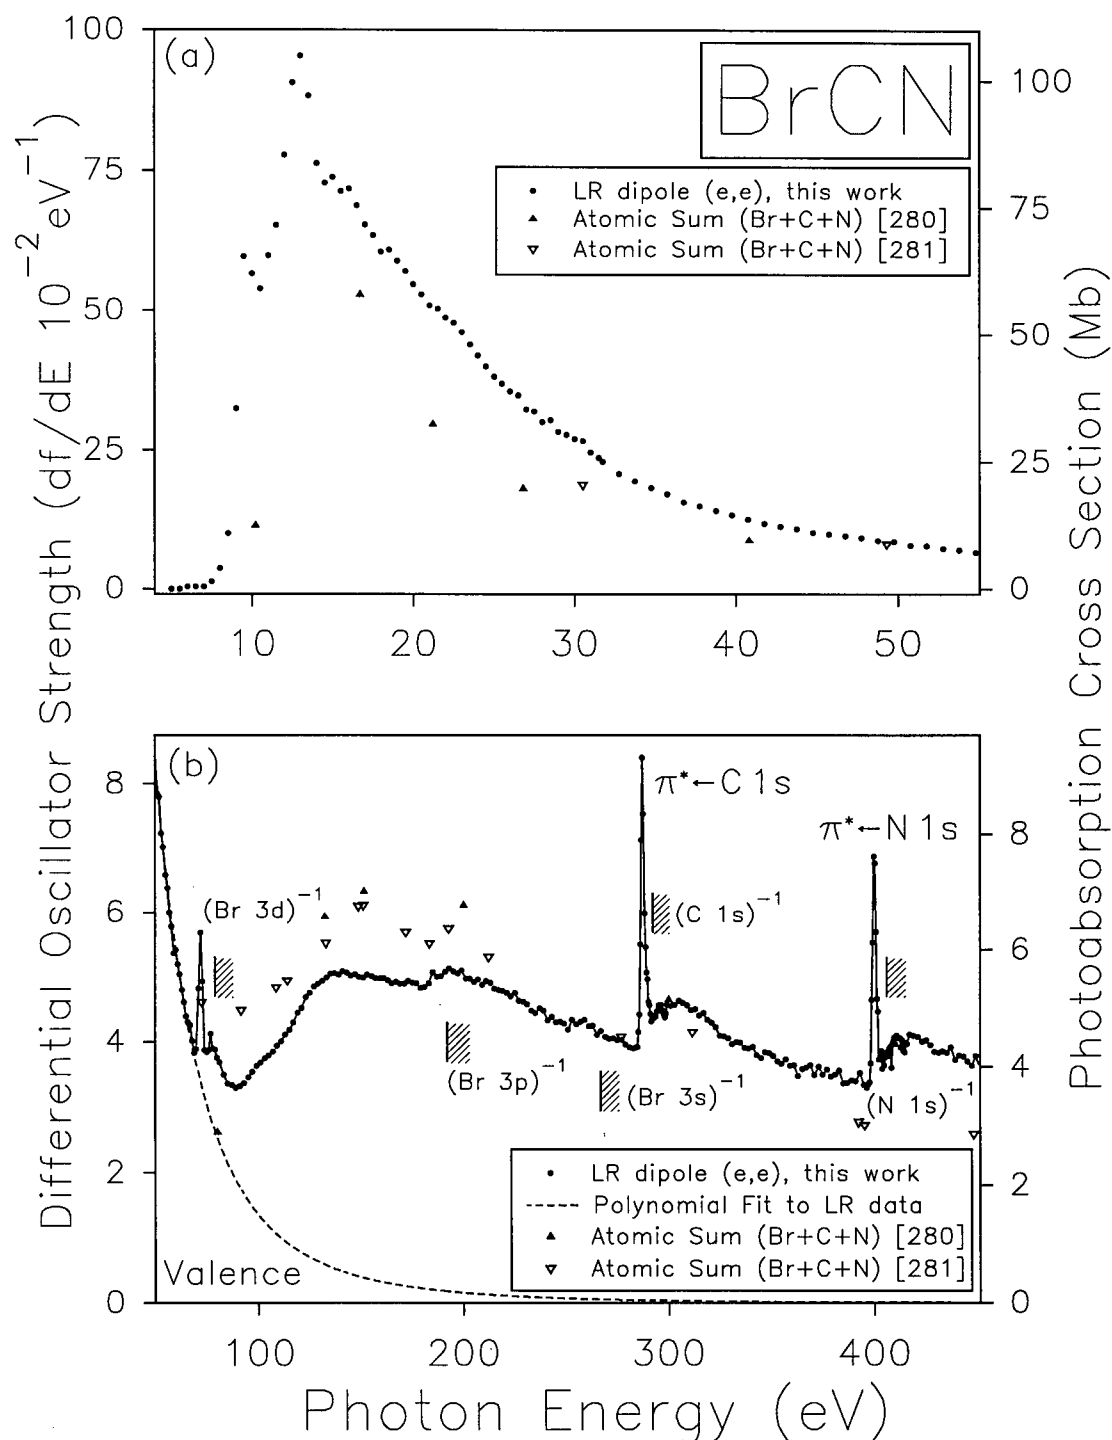 Differential Oscillator Strength (df/dE 10⁻² eV⁻¹)
Photoabsorption Cross Section (Mb)
(a)
BrCN
LR dipole (e,e), this work
Atomic Sum (Br+C+N) [280]
Atomic Sum (Br+C+N) [281]
100
75
50
25
0
100
75
50
25
0
10 20 30 40 50
(b)
π*←C 1s
π*←N 1s
(Br 3d)⁻¹
(C 1s)⁻¹
(Br 3p)⁻¹
(Br 3s)⁻¹
(N 1s)⁻¹
LR dipole (e,e), this work
Polynomial Fit to LR data
Atomic Sum (Br+C+N) [280]
Atomic Sum (Br+C+N) [281]
Valence
8
6
4
2
0
8
6
4
2
0
100 200 300 400
Photon Energy (eV)